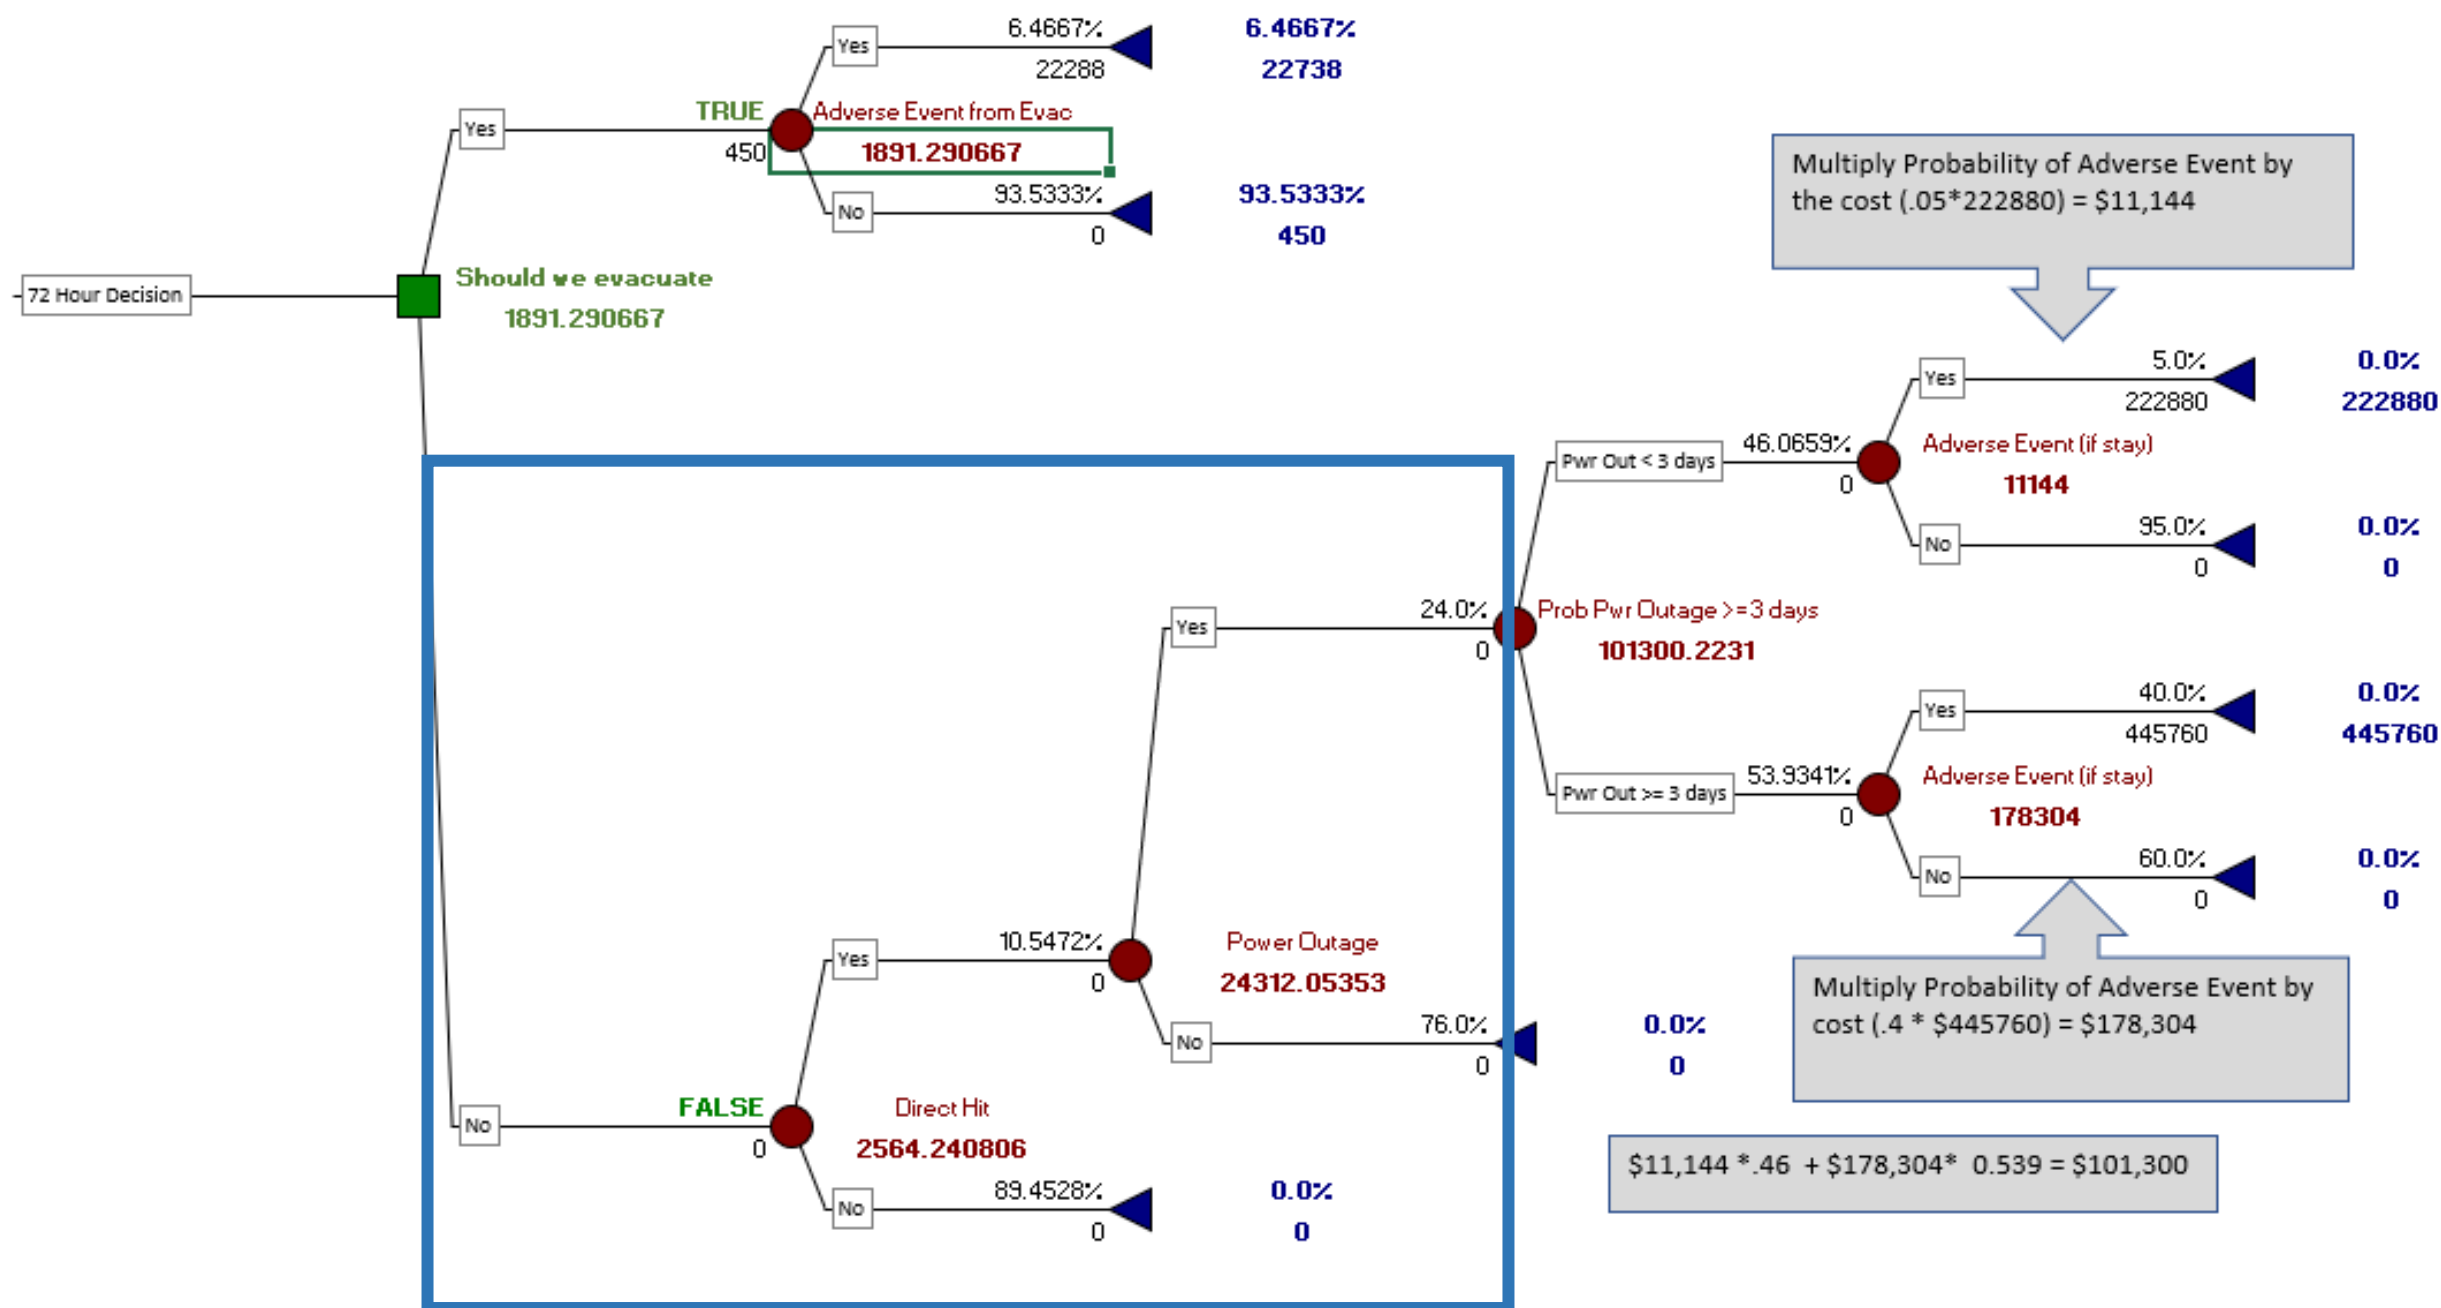 6.4667%
6.4667%
Yes
22288
22738
TRUE
Adverse Event from Evac
Yes
450
1891.290667
93.5333%
93.5333%
No
0
450
Multiply Probability of Adverse Event by
the cost (.05*222880) = $11,144
72 Hour Decision
Should we evacuate
1891.290667
5.0%
0.0%
Yes
222880
222880
Pwr Out < 3 days
46.0659%
0
Adverse Event (if stay)
11144
95.0%
0.0%
No
0
0
Yes
24.0%
0
Prob Pwr Outage >=3 days
101300.2231
40.0%
0.0%
Yes
445760
445760
Pwr Out >= 3 days
53.9341%
0
Adverse Event (if stay)
178304
60.0%
0.0%
No
0
0
Yes
10.5472%
0
Power Outage
24312.05353
Multiply Probability of Adverse Event by
cost (.4 * $445760) = $178,304
No
76.0%
0
0.0%
0
No
FALSE
0
Direct Hit
2564.240806
$11,144 *.46 + $178,304* 0.539 = $101,300
No
89.4528%
0
0.0%
0